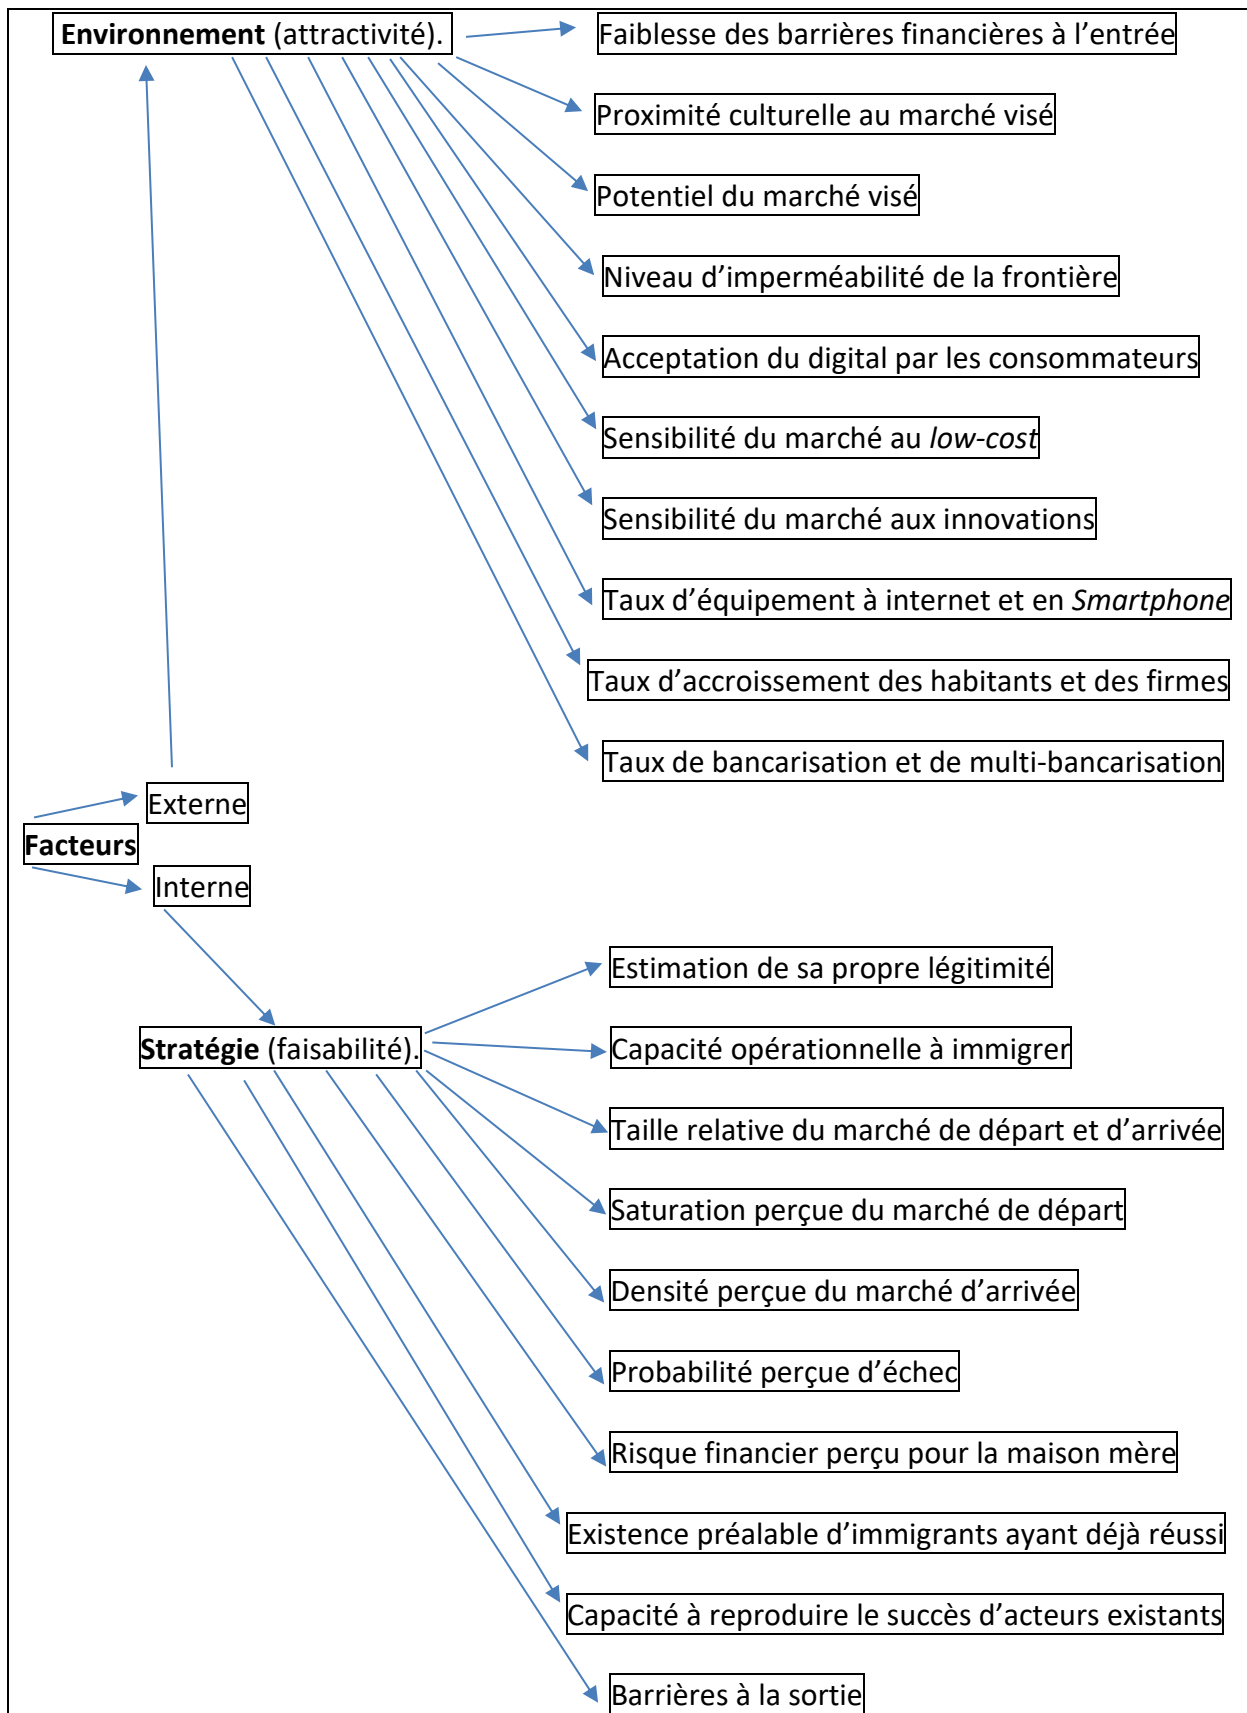 Environnement (attractivité).
Faiblesse des barrières financières à l’entrée
Proximité culturelle au marché visé
Potentiel du marché visé
Niveau d’imperméabilité de la frontière
Acceptation du digital par les consommateurs
Sensibilité du marché au low-cost
Sensibilité du marché aux innovations
Taux d’équipement à internet et en Smartphone
Taux d’accroissement des habitants et des firmes
Taux de bancarisation et de multi-bancarisation
Externe
Facteurs
Interne
Estimation de sa propre légitimité
Stratégie (faisabilité).
Capacité opérationnelle à immigrer
Taille relative du marché de départ et d’arrivée
Saturation perçue du marché de départ
Densité perçue du marché d’arrivée
Probabilité perçue d’échec
Risque financier perçu pour la maison mère
Existence préalable d’immigrants ayant déjà réussi
Capacité à reproduire le succès d’acteurs existants
Barrières à la sortie